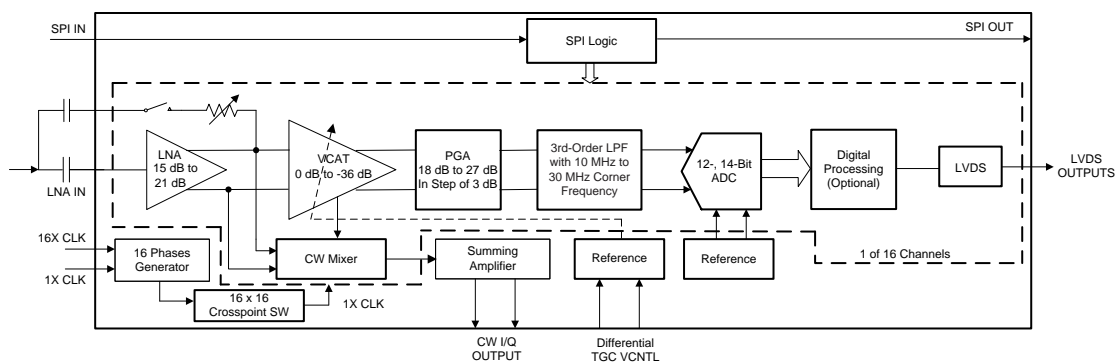 SPI IN
SPI Logic
SPI OUT
LNA
15 dB to
21 dB
VCAT
0 dB to -36 dB
PGA
18 dB to 27 dB
In Step of 3 dB
3rd-Order LPF
with 10 MHz to
30 MHz Corner
Frequency
12-, 14-Bit
ADC
Digital
Processing
(Optional)
LVDS
LVDS
OUTPUTS
LNA IN
16X CLK
1X CLK
16 Phases
Generator
CW Mixer
Summing
Amplifier
Reference
Reference
1 of 16 Channels
16 x 16
Crosspoint SW
1X CLK
CW I/Q
OUTPUT
Differential
TGC VCNTL